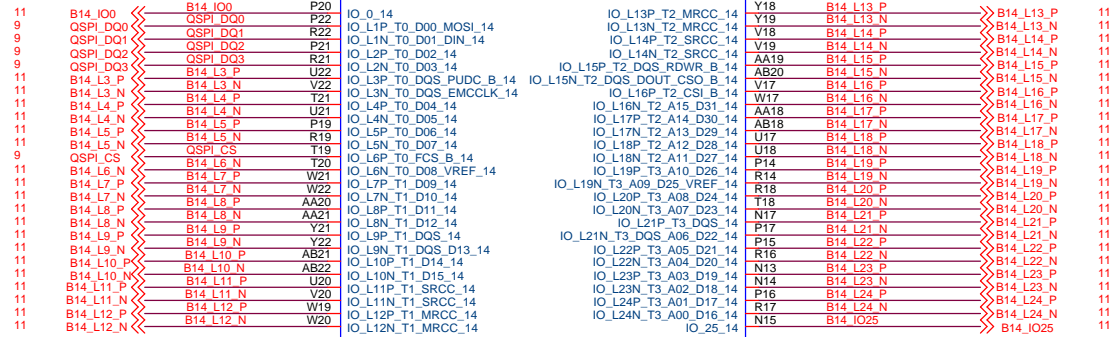 11 B14_IO0 B14_IO0 P20 IO_0_14 IO_L13P_T2_MRCC_14 Y18 B14_L13_P B14_L13_P 11
9 QSPI_DQ0 QSPI_DQ0 P22 IO_L1P_T0_D00_MOSI_14 IO_L13N_T2_MRCC_14 Y19 B14_L13_N B14_L13_N 11
9 QSPI_DQ1 QSPI_DQ1 R22 IO_L1N_T0_D01_DIN_14 IO_L14P_T2_SRCC_14 V18 B14_L14_P B14_L14_P 11
9 QSPI_DQ2 QSPI_DQ2 P21 IO_L2P_T0_D02_14 IO_L14N_T2_SRCC_14 V19 B14_L14_N B14_L14_N 11
9 QSPI_DQ3 QSPI_DQ3 R21 IO_L2N_T0_D03_14 IO_L15P_T2_DQS_RDWR_B_14 AA19 B14_L15_P B14_L15_P 11
11 B14_L3_P B14_L3_P U22 IO_L3P_T0_DQS_PUDC_B_14 IO_L15N_T2_DQS_DOUT_CSO_B_14 AB20 B14_L15_N B14_L15_N 11
11 B14_L3_N B14_L3_N V22 IO_L3N_T0_DQS_EMCCLK_14 IO_L16P_T2_CSI_B_14 V17 B14_L16_P B14_L16_P 11
11 B14_L4_P B14_L4_P T21 IO_L4P_T0_D04_14 IO_L16N_T2_A15_D31_14 W17 B14_L16_N B14_L16_N 11
11 B14_L4_N B14_L4_N U21 IO_L4N_T0_D05_14 IO_L17P_T2_A14_D30_14 AA18 B14_L17_P B14_L17_P 11
11 B14_L5_P B14_L5_P P19 IO_L5P_T0_D06_14 IO_L17N_T2_A13_D29_14 AB18 B14_L17_N B14_L17_N 11
11 B14_L5_N B14_L5_N R19 IO_L5N_T0_D07_14 IO_L18P_T2_A12_D28_14 U17 B14_L18_P B14_L18_P 11
9 QSPI_CS QSPI_CS T19 IO_L6P_T0_FCS_B_14 IO_L18N_T2_A11_D27_14 U18 B14_L18_N B14_L18_N 11
11 B14_L6_N B14_L6_N T20 IO_L6N_T0_D08_VREF_14 IO_L19P_T3_A10_D26_14 P14 B14_L19_P B14_L19_P 11
11 B14_L7_P B14_L7_P W21 IO_L7P_T1_D09_14 IO_L19N_T3_A09_D25_VREF_14 R14 B14_L19_N B14_L19_N 11
11 B14_L7_N B14_L7_N W22 IO_L7N_T1_D10_14 IO_L20P_T3_A08_D24_14 R18 B14_L20_P B14_L20_P 11
11 B14_L8_P B14_L8_P AA20 IO_L8P_T1_D11_14 IO_L20N_T3_A07_D23_14 T18 B14_L20_N B14_L20_N 11
11 B14_L8_N B14_L8_N AA21 IO_L8N_T1_D12_14 IO_L21P_T3_DQS_14 N17 B14_L21_P B14_L21_P 11
11 B14_L9_P B14_L9_P Y21 IO_L9P_T1_DQS_14 IO_L21N_T3_DQS_A06_D22_14 P17 B14_L21_N B14_L21_N 11
11 B14_L9_N B14_L9_N Y22 IO_L9N_T1_DQS_D13_14 IO_L22P_T3_A05_D21_14 P15 B14_L22_P B14_L22_P 11
11 B14_L10_P B14_L10_P AB21 IO_L10P_T1_D14_14 IO_L22N_T3_A04_D20_14 R16 B14_L22_N B14_L22_N 11
11 B14_L10_N B14_L10_N AB22 IO_L10N_T1_D15_14 IO_L23P_T3_A03_D19_14 N13 B14_L23_P B14_L23_P 11
11 B14_L11_P B14_L11_P U20 IO_L11P_T1_SRCC_14 IO_L23N_T3_A02_D18_14 N14 B14_L23_N B14_L23_N 11
11 B14_L11_N B14_L11_N V20 IO_L11N_T1_SRCC_14 IO_L24P_T3_A01_D17_14 P16 B14_L24_P B14_L24_P 11
11 B14_L12_P B14_L12_P W19 IO_L12P_T1_MRCC_14 IO_L24N_T3_A00_D16_14 R17 B14_L24_N B14_L24_N 11
11 B14_L12_N B14_L12_N W20 IO_L12N_T1_MRCC_14 IO_25_14 N15 B14_IO25 B14_IO25 11